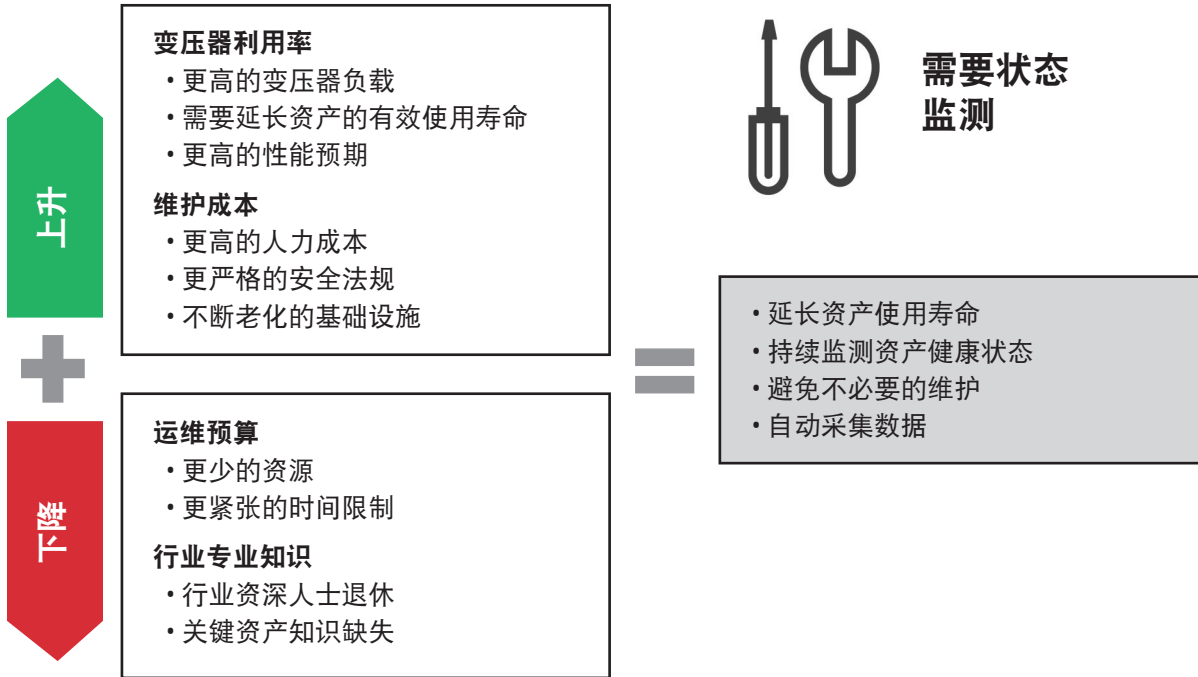 上升
变压器利用率
• 更高的变压器负载
• 需要延长资产的有效使用寿命
• 更高的性能预期
维护成本
• 更高的人力成本
• 更严格的安全法规
• 不断老化的基础设施
下降
运维预算
• 更少的资源
• 更紧张的时间限制
行业专业知识
• 行业资深人士退休
• 关键资产知识缺失
需要状态
监测
• 延长资产使用寿命
• 持续监测资产健康状态
• 避免不必要的维护
• 自动采集数据